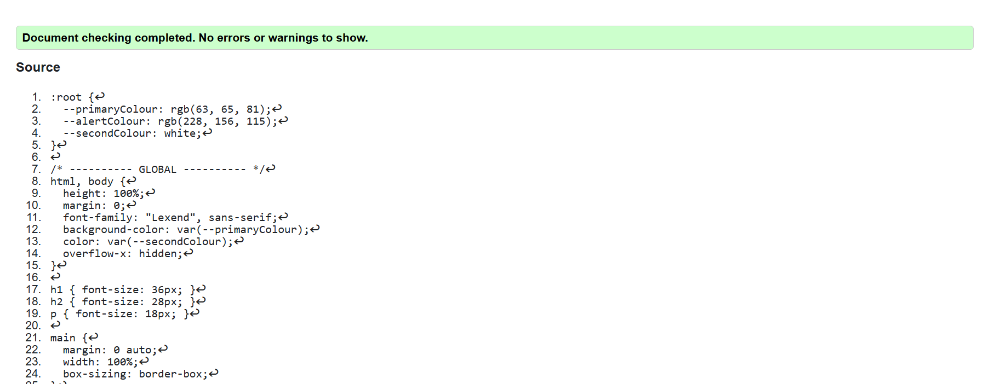 Document checking completed. No errors or warnings to show.
Source
1. :root {↩
2.   --primaryColour: rgb(63, 65, 81);↩
3.   --alertColour: rgb(228, 156, 115);↩
4.   --secondColour: white;↩
5. }↩
6. ↩
7. /* ---------- GLOBAL ---------- */↩
8. html, body {↩
9.   height: 100%;↩
10.   margin: 0;↩
11.   font-family: "Lexend", sans-serif;↩
12.   background-color: var(--primaryColour);↩
13.   color: var(--secondColour);↩
14.   overflow-x: hidden;↩
15. }↩
16. ↩
17. h1 { font-size: 36px; }↩
18. h2 { font-size: 28px; }↩
19. p { font-size: 18px; }↩
20. ↩
21. main {↩
22.   margin: 0 auto;↩
23.   width: 100%;↩
24.   box-sizing: border-box;↩